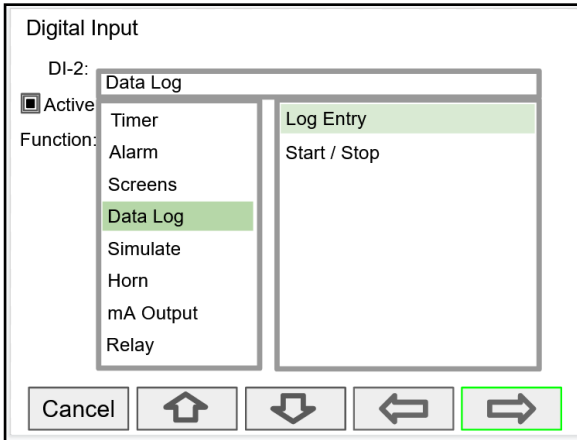 Digital Input
DI-2:
Data Log
Active
Function:
Timer
Alarm
Screens
Data Log
Simulate
Horn
mA Output
Relay
Log Entry
Start / Stop
Cancel